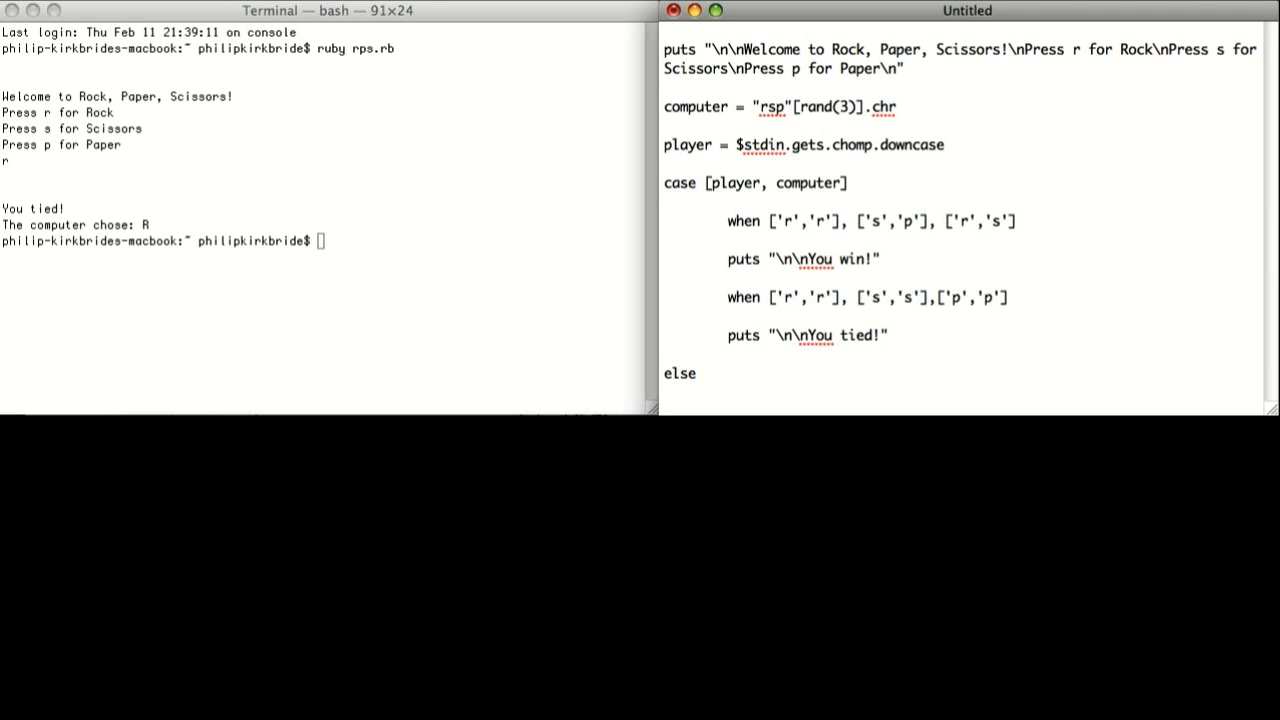 Terminal — bash — 91×24
Last login: Thu Feb 11 21:39:11 on console
philip-kirkbrides-macbook:~ philipkirkbride$ ruby rps.rb
Welcome to Rock, Paper, Scissors!
Press r for Rock
Press s for Scissors
Press p for Paper
r
You tied!
The computer chose: R
philip-kirkbrides-macbook:~ philipkirkbride$
Untitled
puts "\n\nWelcome to Rock, Paper, Scissors!\nPress r for Rock\nPress s for
Scissors\nPress p for Paper\n"
computer = "rsp"[rand(3)].chr
player = $stdin.gets.chomp.downcase
case [player, computer]
when ['r','r'], ['s','p'], ['r','s']
puts "\n\nYou win!"
when ['r','r'], ['s','s'],['p','p']
puts "\n\nYou tied!"
else